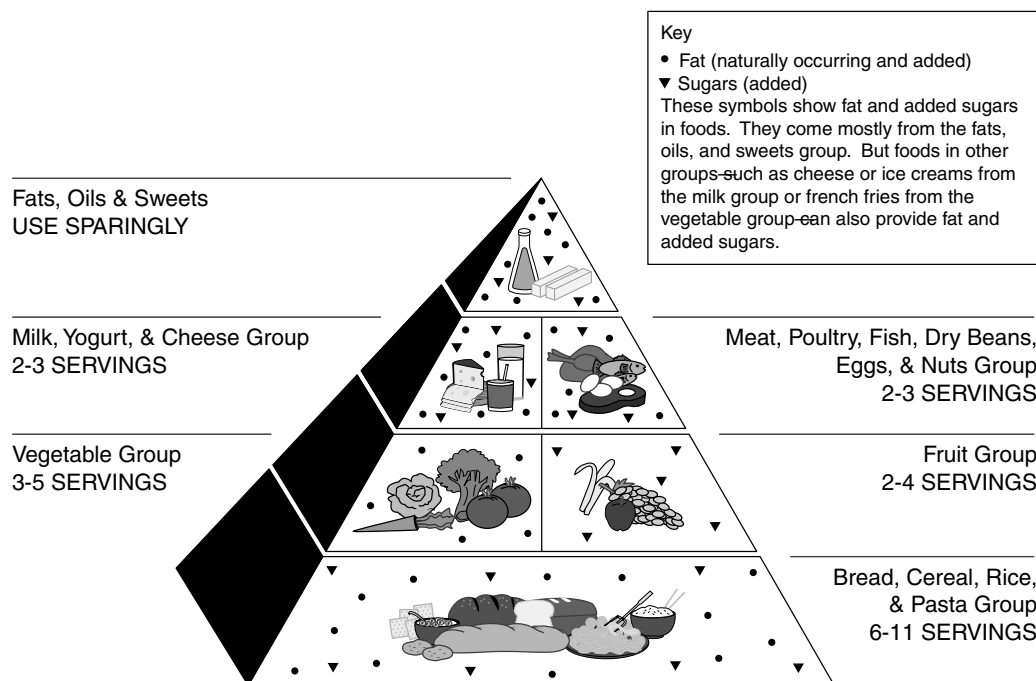 Key
• Fat (naturally occurring and added)
▼ Sugars (added)
These symbols show fat and added sugars
in foods. They come mostly from the fats,
oils, and sweets group. But foods in other
groups-such as cheese or ice creams from
the milk group or french fries from the
vegetable group-can also provide fat and
added sugars.
Fats, Oils & Sweets
USE SPARINGLY
Milk, Yogurt, & Cheese Group
2-3 SERVINGS
Meat, Poultry, Fish, Dry Beans,
Eggs, & Nuts Group
2-3 SERVINGS
Vegetable Group
3-5 SERVINGS
Fruit Group
2-4 SERVINGS
Bread, Cereal, Rice,
& Pasta Group
6-11 SERVINGS